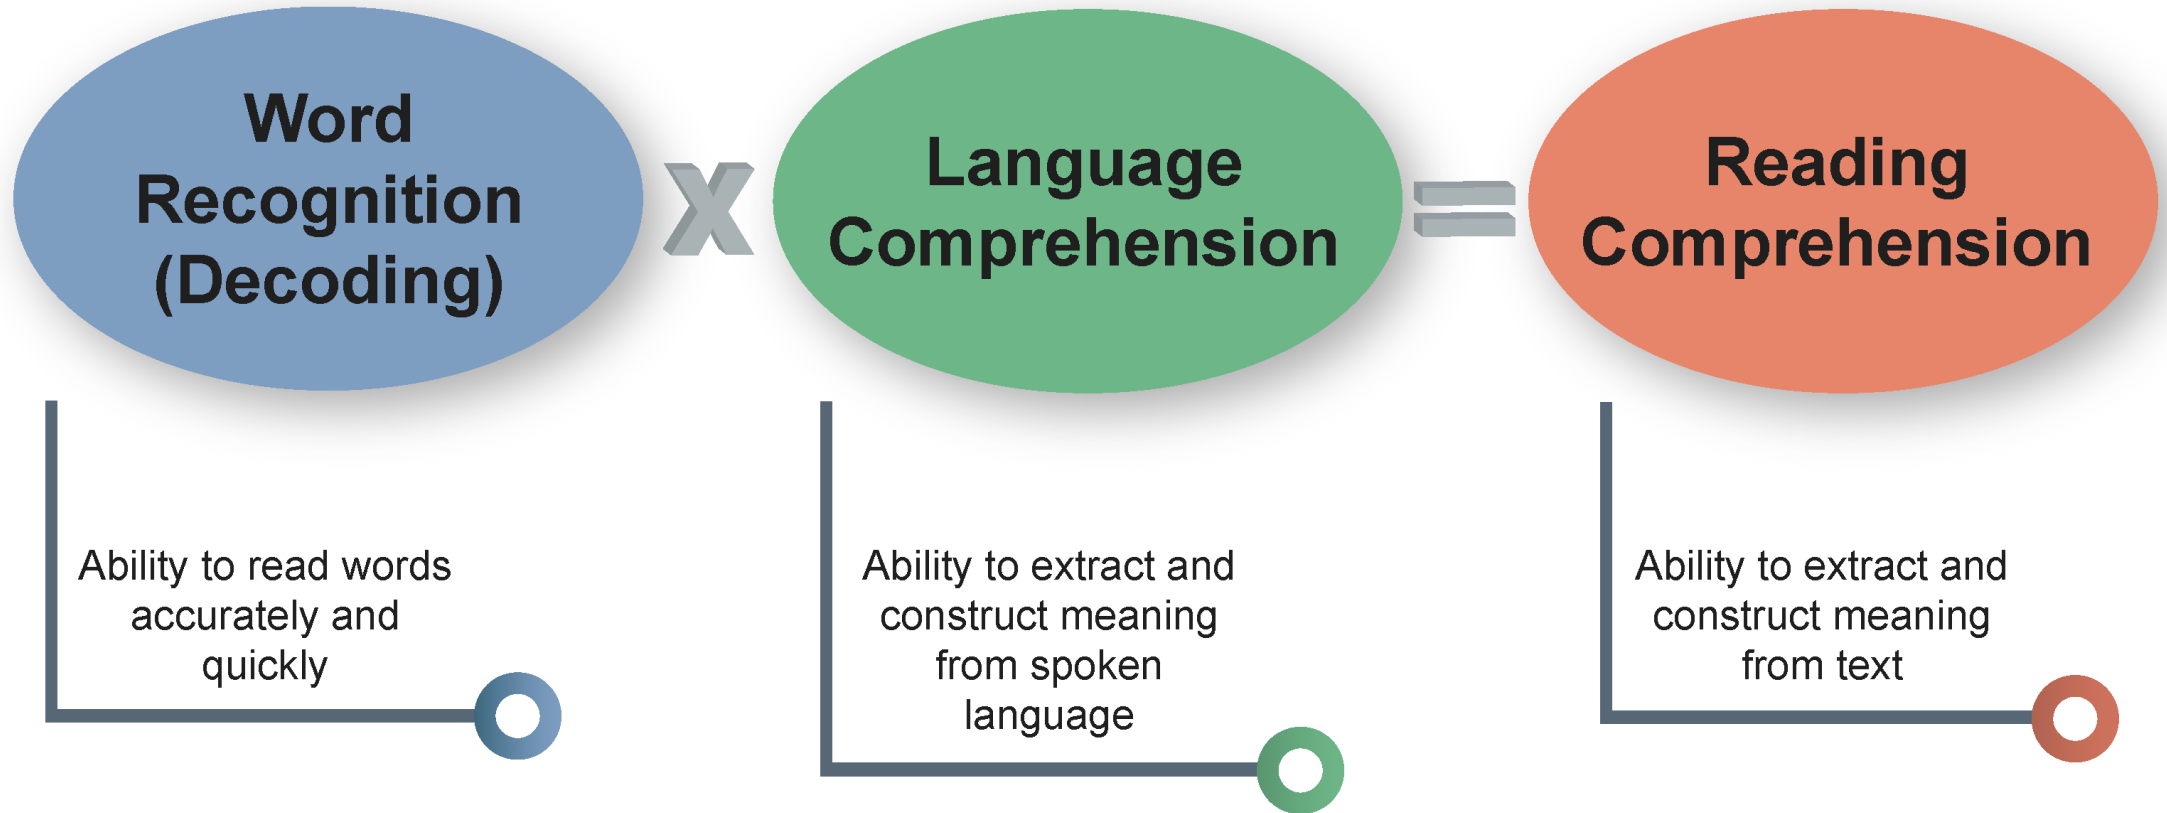 Word
Recognition
(Decoding)
x
Language
Comprehension
=
Reading
Comprehension
Ability to read words
accurately and
quickly
Ability to extract and
construct meaning
from spoken
language
Ability to extract and
construct meaning
from text